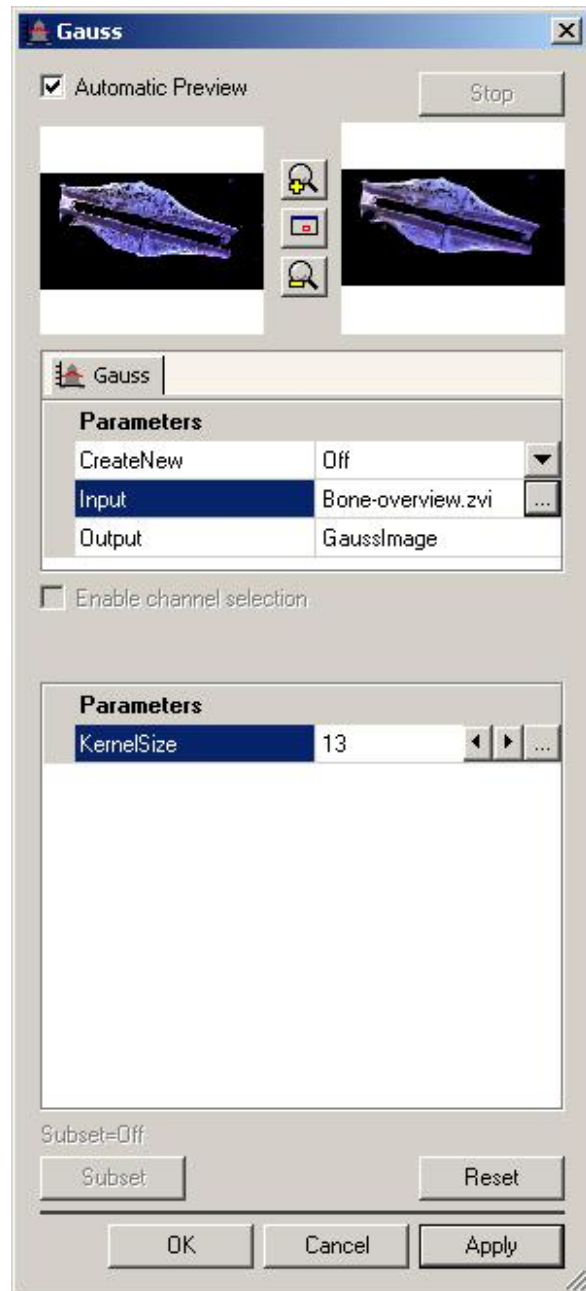 Gauss
Automatic Preview
Stop
Gauss
Parameters
CreateNew Off
Input Bone-overview.zvi ...
Output GaussImage
Enable channel selection
Parameters
KernelSize 13 ...
Subset=Off
Subset Reset
OK Cancel Apply